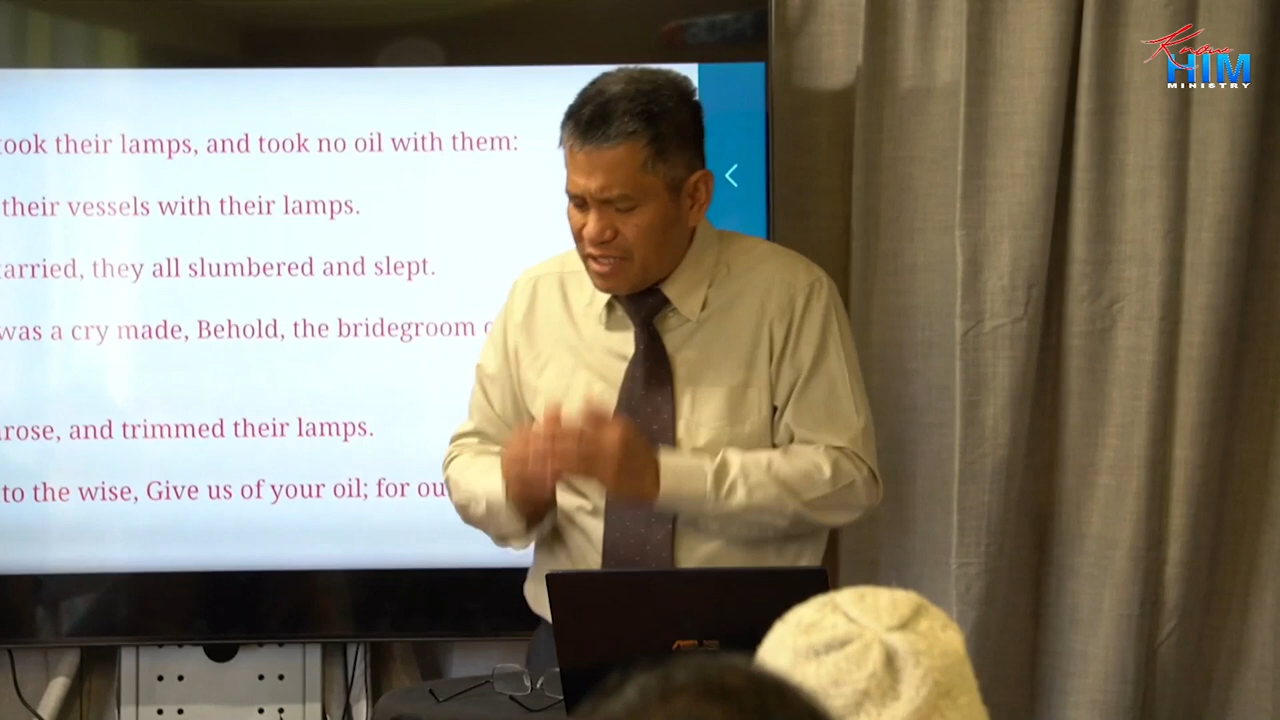 Know
HIM
MINISTRY
took their lamps, and took no oil with them:
their vessels with their lamps.
tarried, they all slumbered and slept.
was a cry made, Behold, the bridegroom
arose, and trimmed their lamps.
to the wise, Give us of your oil; for ou